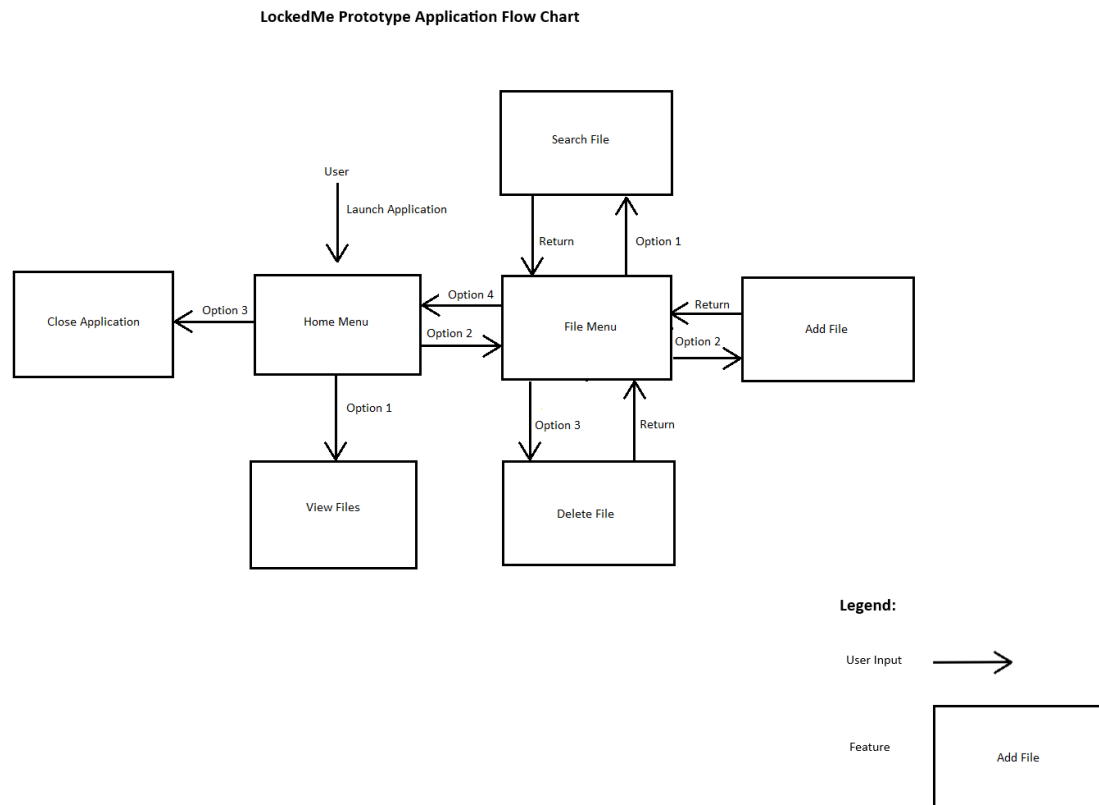 LockedMe Prototype Application Flow Chart
Search File
User
Launch Application
Return
Option 1
Close Application
Option 3
Home Menu
Option 4
Option 2
File Menu
Return
Option 2
Add File
Option 1
Option 3
Return
View Files
Delete File
Legend:
User Input
Feature
Add File